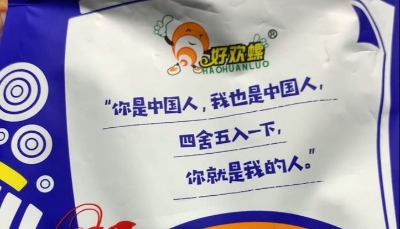 好欢螺®
HAOHUANLUO
“你是中国人，我也是中国人，
四舍五入一下，
你就是我的人。”